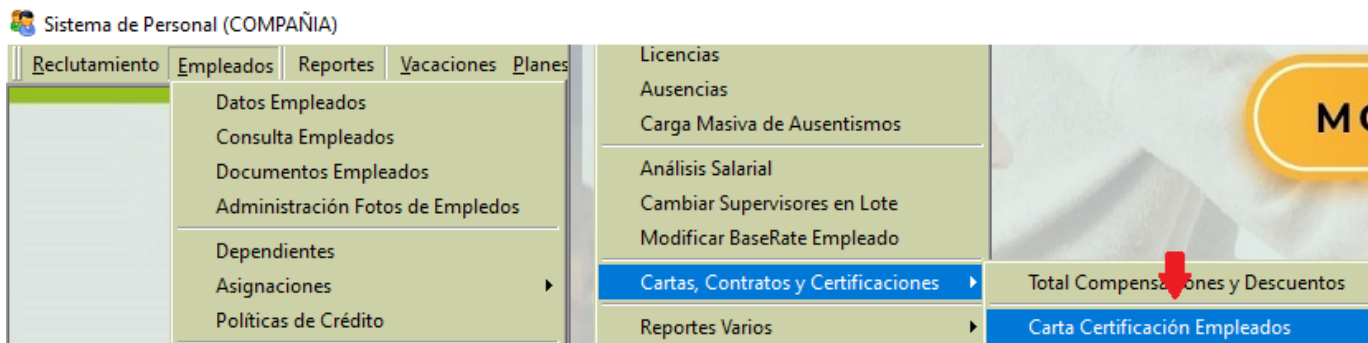 Sistema de Personal (COMPAÑIA)
Reclutamiento Empleados Reportes Vacaciones Planes
Datos Empleados
Consulta Empleados
Documentos Empleados
Administración Fotos de Empledos
Dependientes
Asignaciones
Políticas de Crédito
Licencias
Ausencias
Carga Masiva de Ausentismos
Análisis Salarial
Cambiar Supervisores en Lote
Modificar BaseRate Empleado
Cartas, Contratos y Certificaciones
Reportes Varios
Total Compensaciones y Descuentos
Carta Certificación Empleados